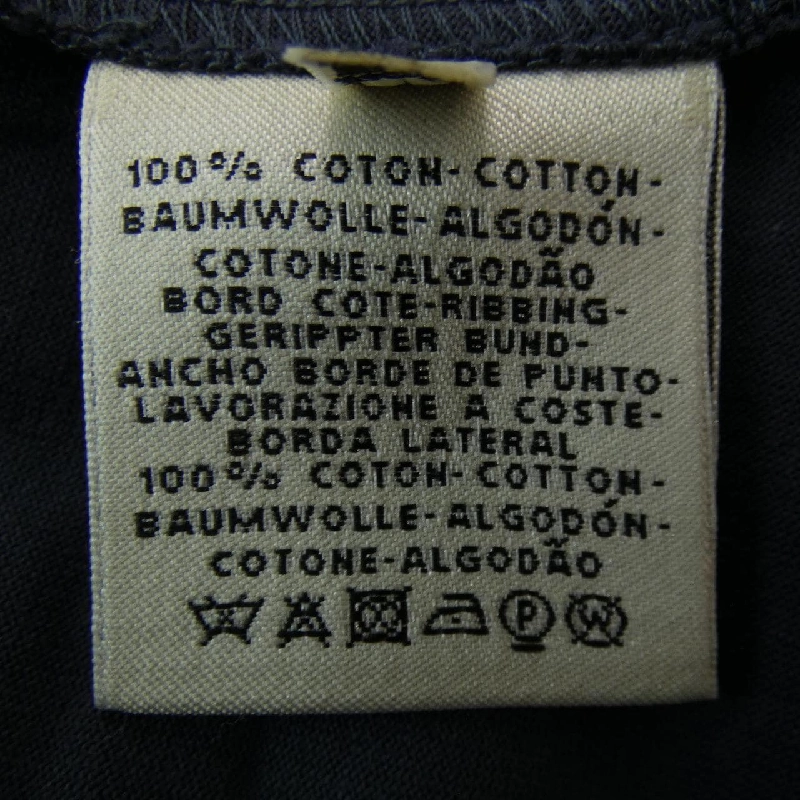 100% COTON-COTTON-
BAUMWOLLE-ALGODÓN-
COTONE-ALGODÃO
BORD COTE-RIBBING-
GERIPPTER BUND-
ANCHO BORDE DE PUNTO-
LAVORAZIONE A COSTE-
BORDA LATERAL
100% COTON-COTTON-
BAUMWOLLE-ALGODÓN-
COTONE-ALGODÃO
P W